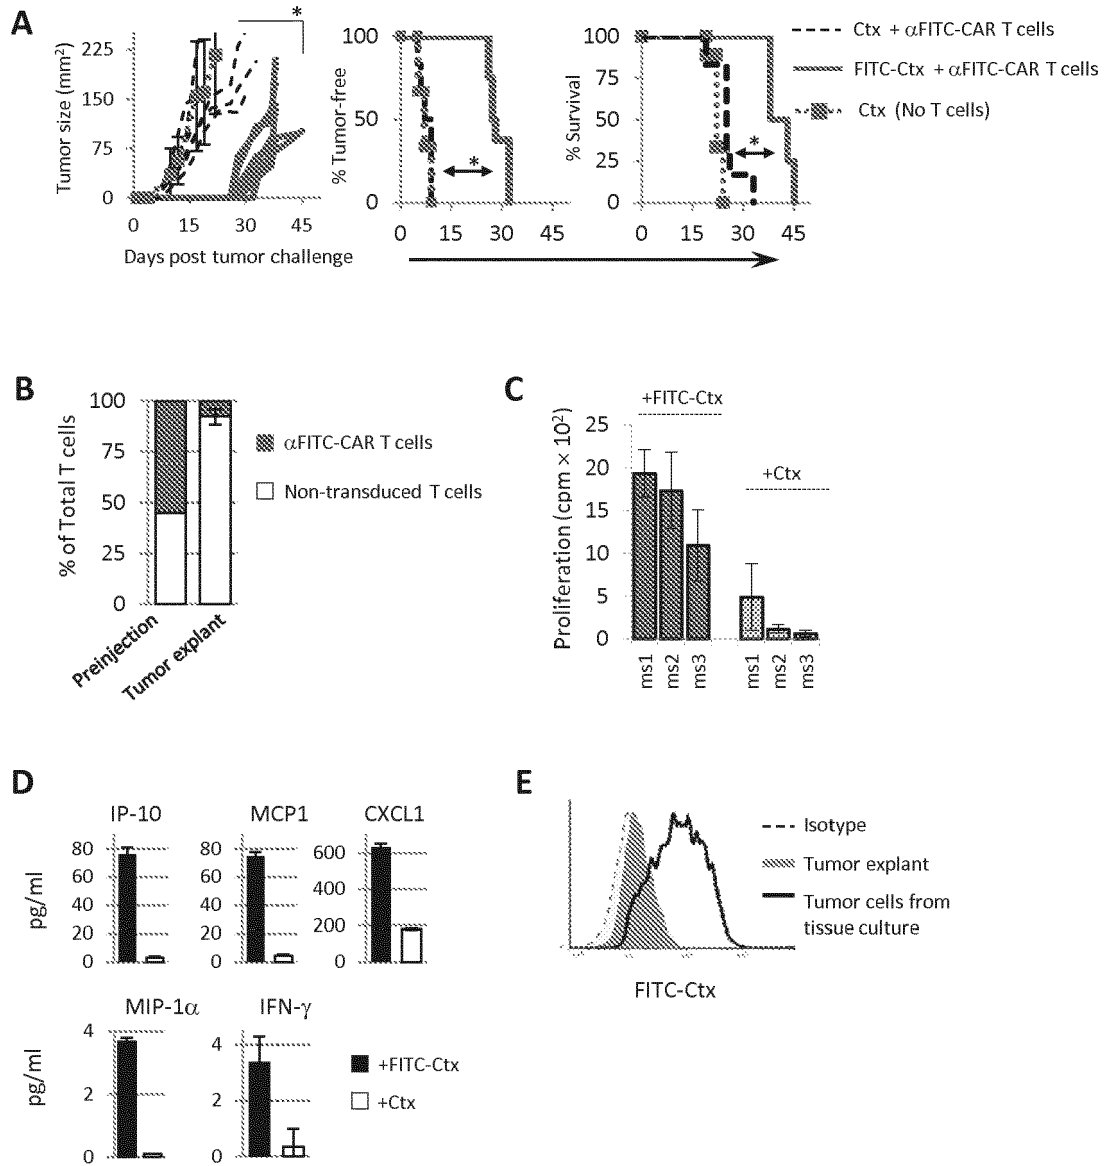 A
Tumor size (mm²)
225
150
75
0
0 15 30 45
Days post tumor challenge
*
% Tumor-free
100
50
0
0 15 45
*
% Survival
100
75
50
25
0
0 15 30 45
*
Ctx + αFITC-CAR T cells
FITC-Ctx + αFITC-CAR T cells
Ctx (No T cells)
B
% of Total T cells
100
75
50
25
0
Preinjection
Tumor explant
αFITC-CAR T cells
Non-transduced T cells
C
Proliferation (cpm × 10²)
25
20
15
10
5
0
+FITC-Ctx
+Ctx
ms1 ms2 ms3 ms1 ms2 ms3
D
IP-10 MCP1 CXCL1
pg/ml
80
60
40
20
0
80
60
40
20
0
600
400
200
0
MIP-1α IFN-γ
pg/ml
4
2
0
4
2
0
+FITC-Ctx
+Ctx
E
FITC-Ctx
Isotype
Tumor explant
Tumor cells from
tissue culture